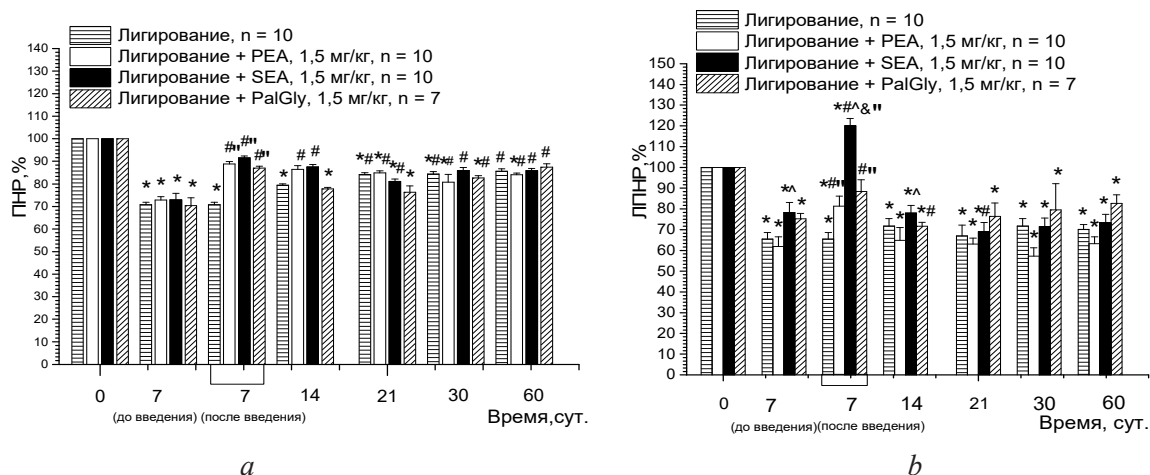 Лигирование, n = 10
Лигирование + PEA, 1,5 мг/кг, n = 10
Лигирование + SEA, 1,5 мг/кг, n = 10
Лигирование + PalGly, 1,5 мг/кг, n = 7
ПНР,%
140
130
120
110
100
90
80
70
60
50
40
30
20
10
0
* * * *
* #" #" #"
* # # *
*# *# *# *
*# *# # *#
# *# # #
0 7 7 14 21 30 60
(до введения) (после введения)
Время,сут.
a
Лигирование, n = 10
Лигирование + PEA, 1,5 мг/кг, n = 10
Лигирование + SEA, 1,5 мг/кг, n = 10
Лигирование + PalGly, 1,5 мг/кг, n = 7
ЛПНР,%
150
140
130
120
110
100
90
80
70
60
50
40
30
20
10
0
* * *^ *
* *#" *#^&" #"
* * *^ *#
* * *# *
* * * *
* * * *
0 7 7 14 21 30 60
(до введения)(после введения)
Время, сут.
b